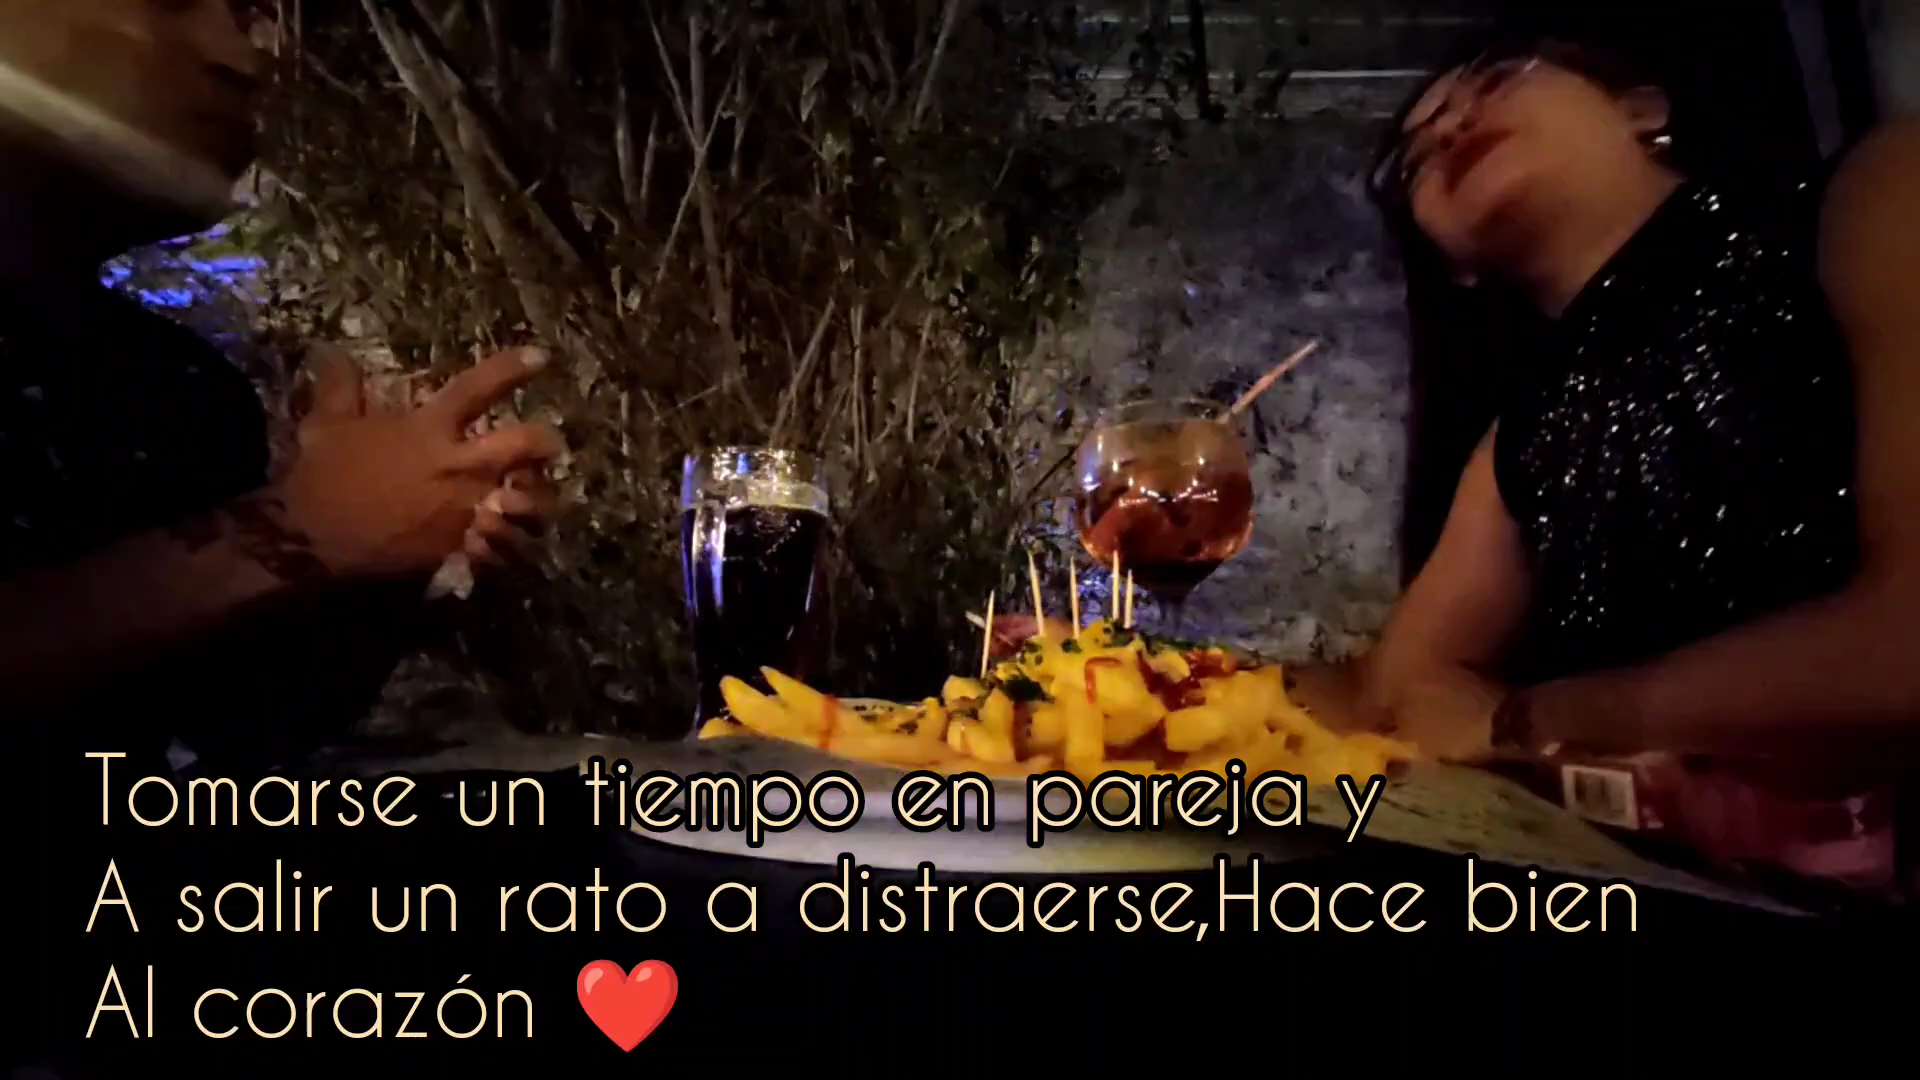 Tomarse un tiempo en pareja y
A salir un rato a distraerse,Hace bien
Al corazón ❤️